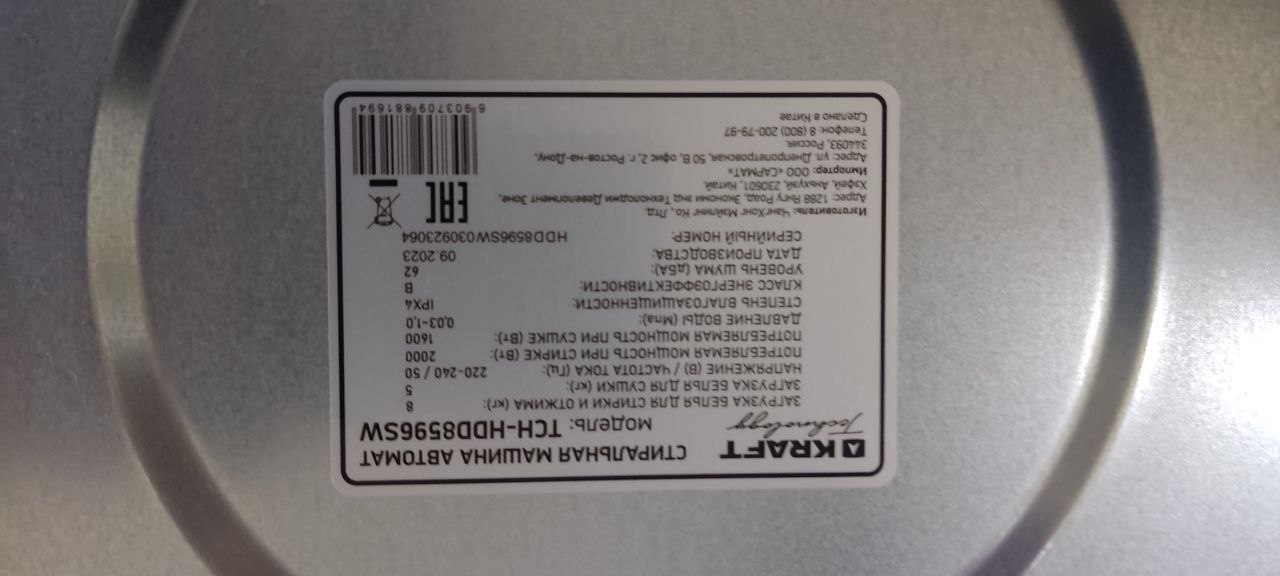 KRAFT
Technology
СТИРАЛЬНАЯ МАШИНА АВТОМАТ
МОДЕЛЬ: TCH-HDD8596SW
ЗАГРУЗКА БЕЛЬЯ ДЛЯ СТИРКИ И ОТЖИМА (кг): 8
ЗАГРУЗКА БЕЛЬЯ ДЛЯ СУШКИ (кг): 5
НАПРЯЖЕНИЕ (В) / ЧАСТОТА ТОКА (Гц): 220-240 / 50
ПОТРЕБЛЯЕМАЯ МОЩНОСТЬ ПРИ СТИРКЕ (Вт): 2000
ПОТРЕБЛЯЕМАЯ МОЩНОСТЬ ПРИ СУШКЕ (Вт): 1600
ДАВЛЕНИЕ ВОДЫ (Мпа): 0,03-1,0
СТЕПЕНЬ ВЛАГОЗАЩИЩЕННОСТИ: IPX4
КЛАСС ЭНЕРГОЭФФЕКТИВНОСТИ: B
УРОВЕНЬ ШУМА (дБА): 62
ДАТА ПРОИЗВОДСТВА: 09.2023
СЕРИЙНЫЙ НОМЕР: HDD8596SW030923064
Изготовитель: ЧангХонг Мэйлинг Ко., Лтд
Адрес: 1288 Янгу Роад, Экономи энд Технолоджи Девелопмент Зоне,
Хэфэй, Аньхуэй, 230601, Китай
Импортер: ООО «САРМАТ»
Адрес: ул. Днепропетровская, 50 В, офис 2, г. Ростов-на-Дону,
344093, Россия.
Телефон: 8 (800) 200-79-97
Сделано в Китае
EAC
6 903709 881694